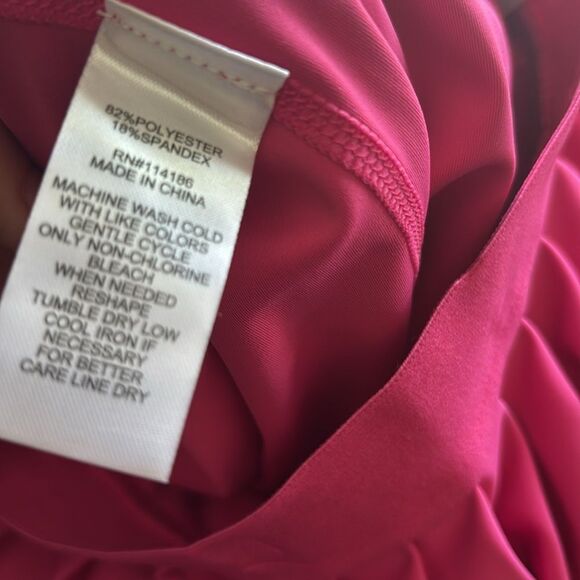 82%POLYESTER
18%SPANDEX
RN#114186
MADE IN CHINA
MACHINE WASH COLD
WITH LIKE COLORS
GENTLE CYCLE
ONLY NON-CHLORINE
BLEACH
WHEN NEEDED
RESHAPE
TUMBLE DRY LOW
COOL IRON IF
NECESSARY
FOR BETTER
CARE LINE DRY